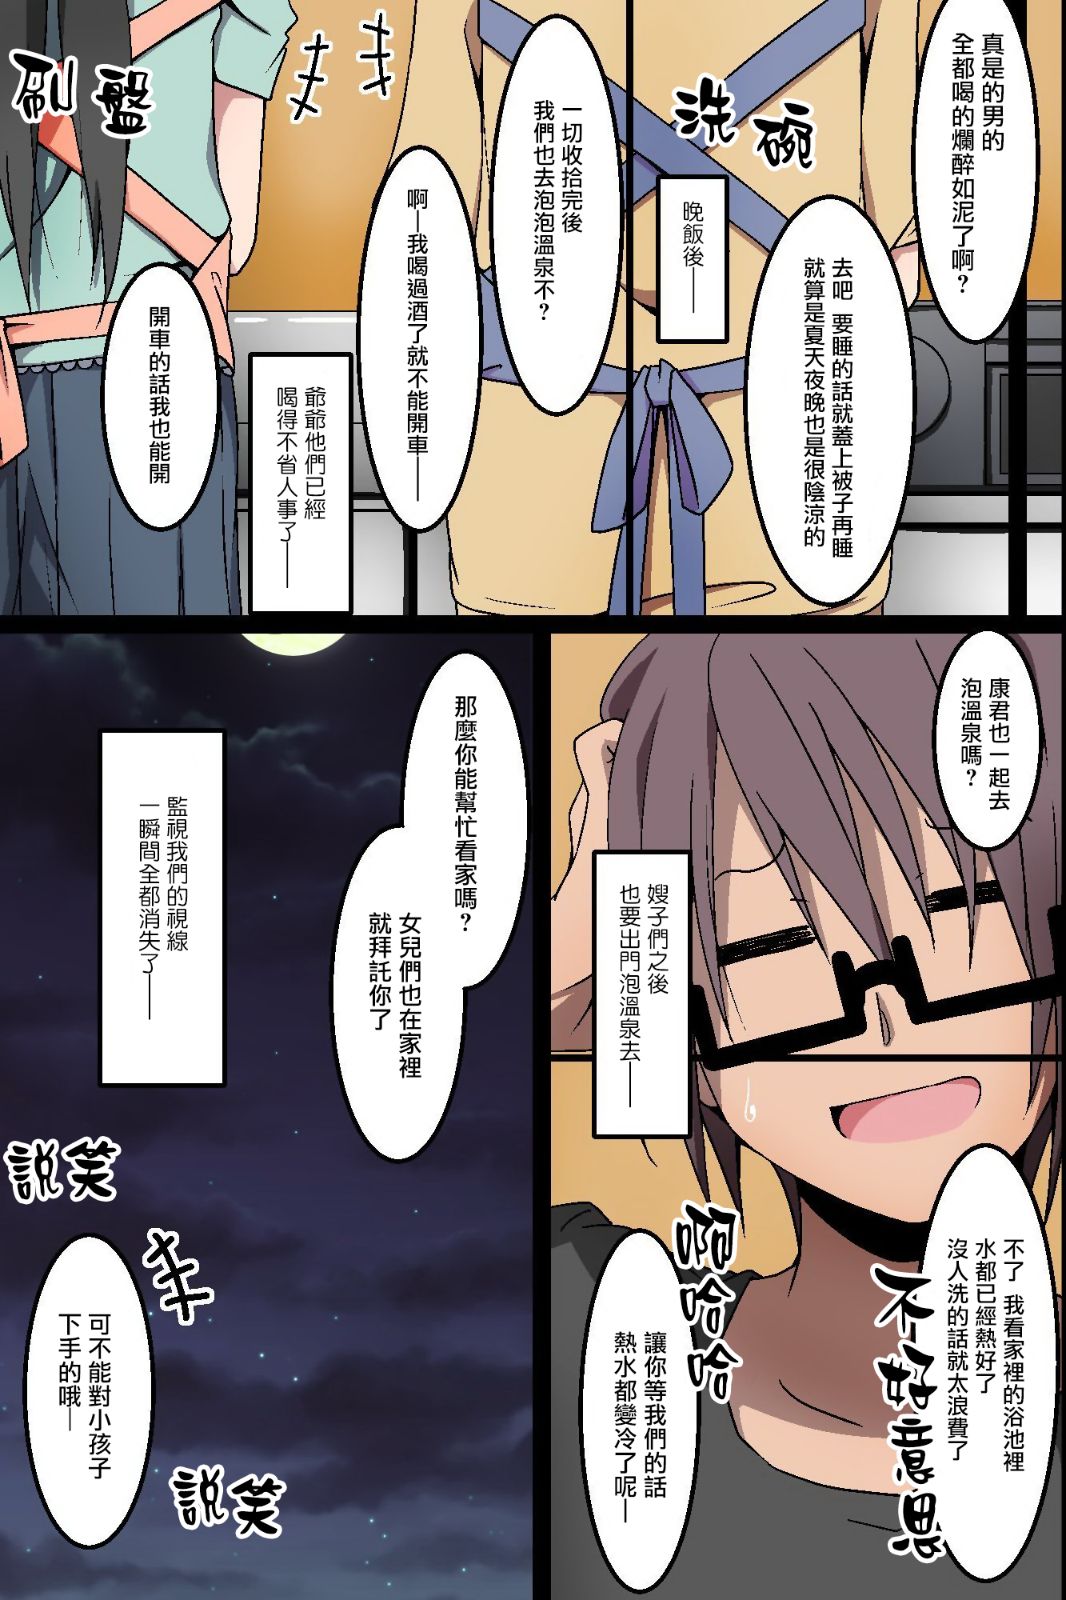 真是的男的
全都喝的爛醉如泥了啊?
去吧 要睡的話就蓋上被子再睡
就算是夏天夜晚也是很陰涼的
洗碗
晚飯後——
一切收拾完後
我們也去泡泡溫泉不?
啊—我喝過酒了就不能開車——
爺爺他們已經
喝得不省人事了——
刷盤
開車的話我也能開
康君也一起去
泡溫泉嗎?
嫂子們之後
也要出門泡溫泉去——
不了 我看家裡的浴池裡
水都已經熱好了
沒人洗的話就太浪費了
不好意思
啊哈哈哈
讓你等我們的話
熱水都變冷了呢—
那麼你能幫忙看家嗎?
女兒們也在家裡
就拜託你了
監視我們的視線
一瞬間全都消失了——
說笑
可不能對小孩子
下手的哦—
說笑